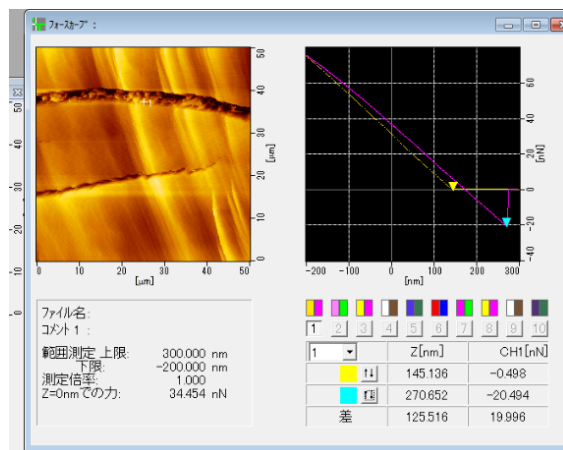 ﾌｫｰｽｶｰﾌﾞ :
50
40
30
20
10
0
[μm]
0 10 20 30 40 50
[μm]
60
40
20
0
-20
-40
[nN]
-200 -100 0 100 200 300
[nm]
50
40
30
20
0
ファイル名:
コメント 1 :
範囲測定 上限: 300.000 nm
下限: -200.000 nm
測定倍率: 1.000
Z=0nmでの力: 34.454 nN
1 2 3 4 5 6 7 8 9 10
1 Z[nm] CH1[nN]
145.136 -0.498
270.652 -20.494
差 125.516 19.996